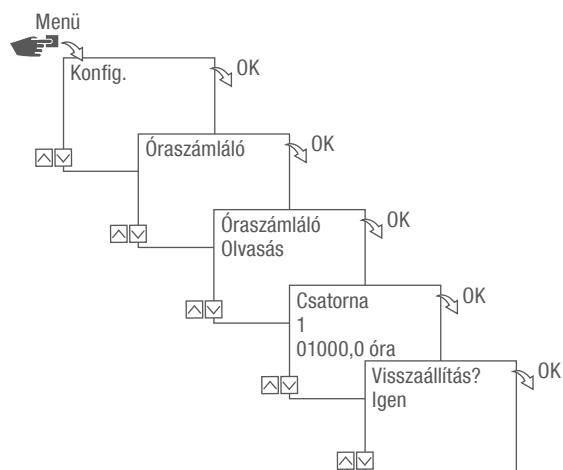 Menü
Konfig.
OK
Óraszámláló
OK
Óraszámláló
Olvasás
OK
Csatorna
1
01000,0 óra
OK
Visszaállítás?
Igen
OK